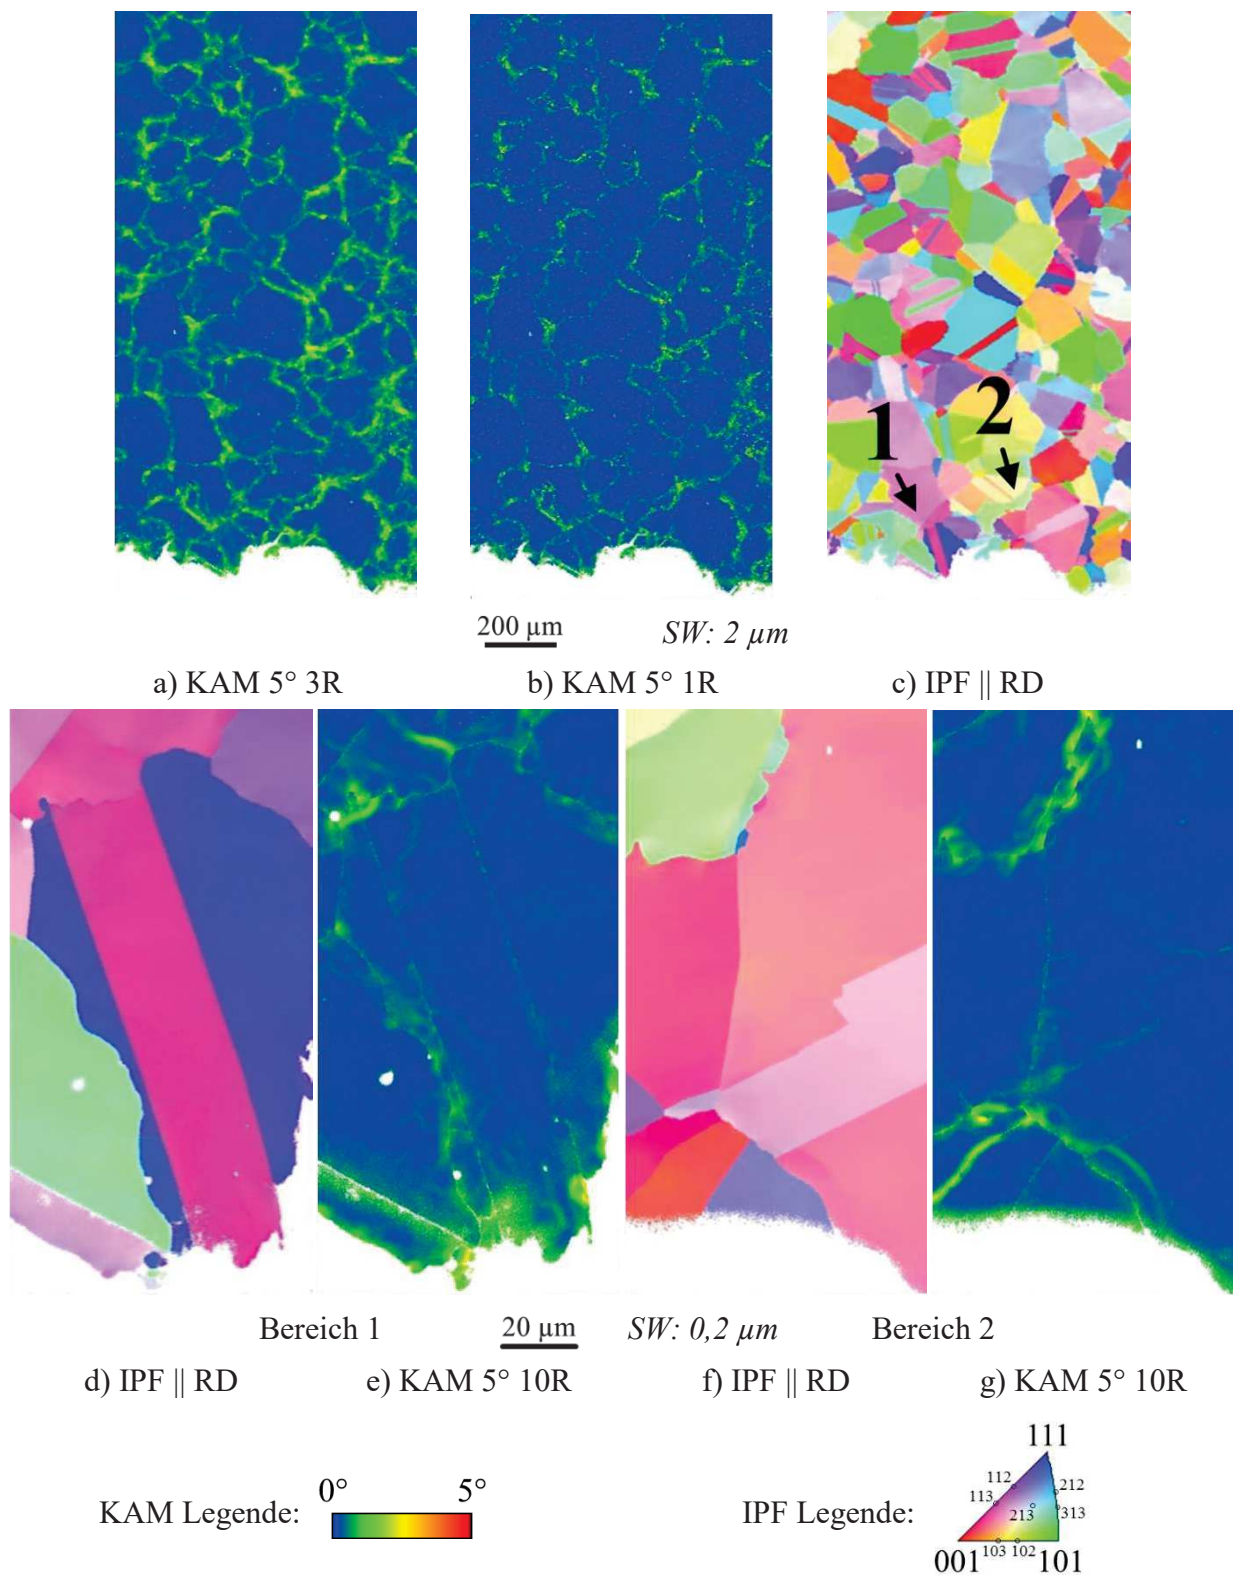 1
2
200 µm
SW: 2 µm
a) KAM 5° 3R
b) KAM 5° 1R
c) IPF || RD
Bereich 1
20 µm
SW: 0,2 µm
Bereich 2
d) IPF || RD
e) KAM 5° 10R
f) IPF || RD
g) KAM 5° 10R
KAM Legende:
0°
5°
IPF Legende:
111
112
212
113
213
313
001
103
102
101